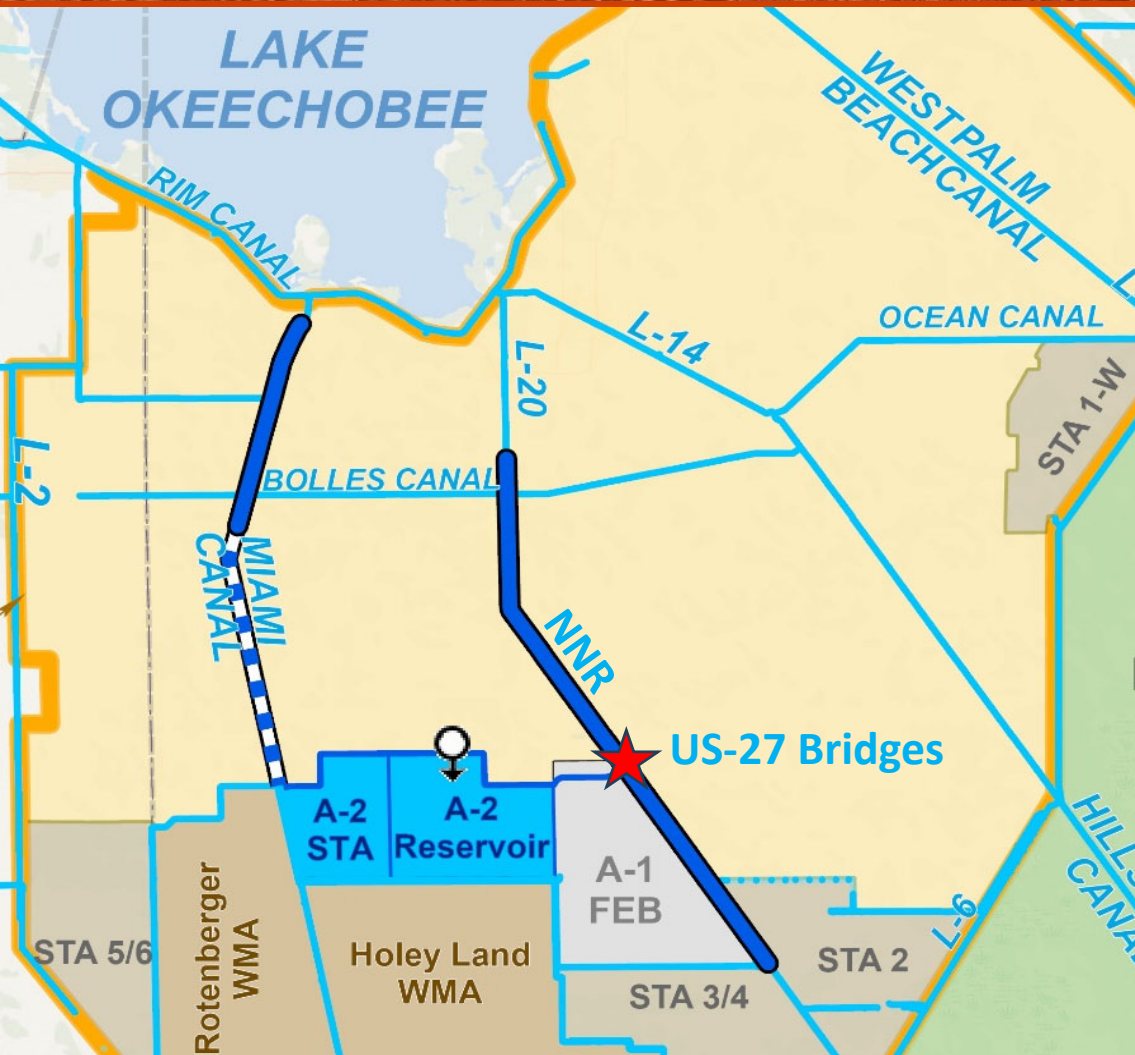 LAKE
OKEECHOBEE
WEST PALM
BEACH CANAL
RIM CANAL
OCEAN CANAL
L-14
L-20
STA 1-W
L-2
BOLLES CANAL
MIAMI
CANAL
NNR
US-27 Bridges
A-2
STA
A-2
Reservoir
A-1
FEB
Rotenberger
WMA
Holey Land
WMA
STA 5/6
STA 3/4
STA 2
L-6
HILLS
CANAL